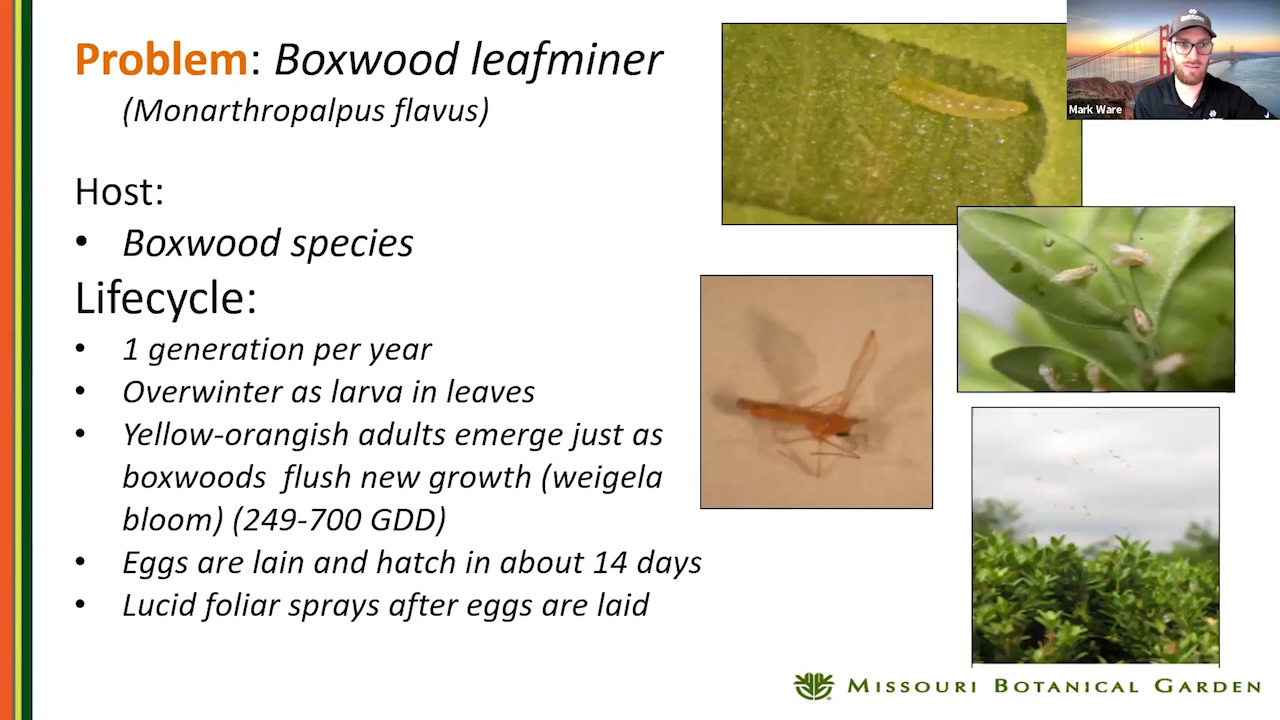 Problem: Boxwood leafminer
(Monarthropalpus flavus)
Mark Ware
Host:
• Boxwood species
Lifecycle:
• 1 generation per year
• Overwinter as larva in leaves
• Yellow-orangish adults emerge just as
boxwoods flush new growth (weigela
bloom) (249-700 GDD)
• Eggs are lain and hatch in about 14 days
• Lucid foliar sprays after eggs are laid
MISSOURI BOTANICAL GARDEN